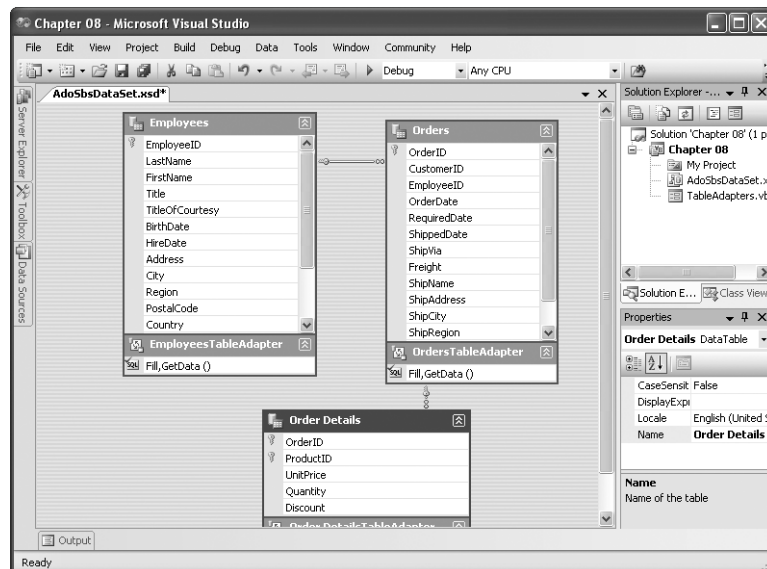 Chapter 08 - Microsoft Visual Studio
File Edit View Project Build Debug Data Tools Window Community Help
Debug Any CPU
AdoSbsDataSet.xsd*
Server Explorer
Toolbox
Data Sources
Employees
EmployeeID
LastName
FirstName
Title
TitleOfCourtesy
BirthDate
HireDate
Address
City
Region
PostalCode
Country
EmployeesTableAdapter
SQL Fill,GetData ()
Orders
OrderID
CustomerID
EmployeeID
OrderDate
RequiredDate
ShippedDate
ShipVia
Freight
ShipName
ShipAddress
ShipCity
ShipRegion
OrdersTableAdapter
SQL Fill,GetData ()
Order Details
OrderID
ProductID
UnitPrice
Quantity
Discount
Order DetailsTableAdapter
Solution Explorer -...
Solution 'Chapter 08' (1 p
Chapter 08
My Project
AdoSbsDataSet.x
TableAdapters.vb
Solution E... Class View
Properties
Order Details DataTable
CaseSensit False
DisplayExpr
Locale English (United S
Name Order Details
Name
Name of the table
Output
Ready